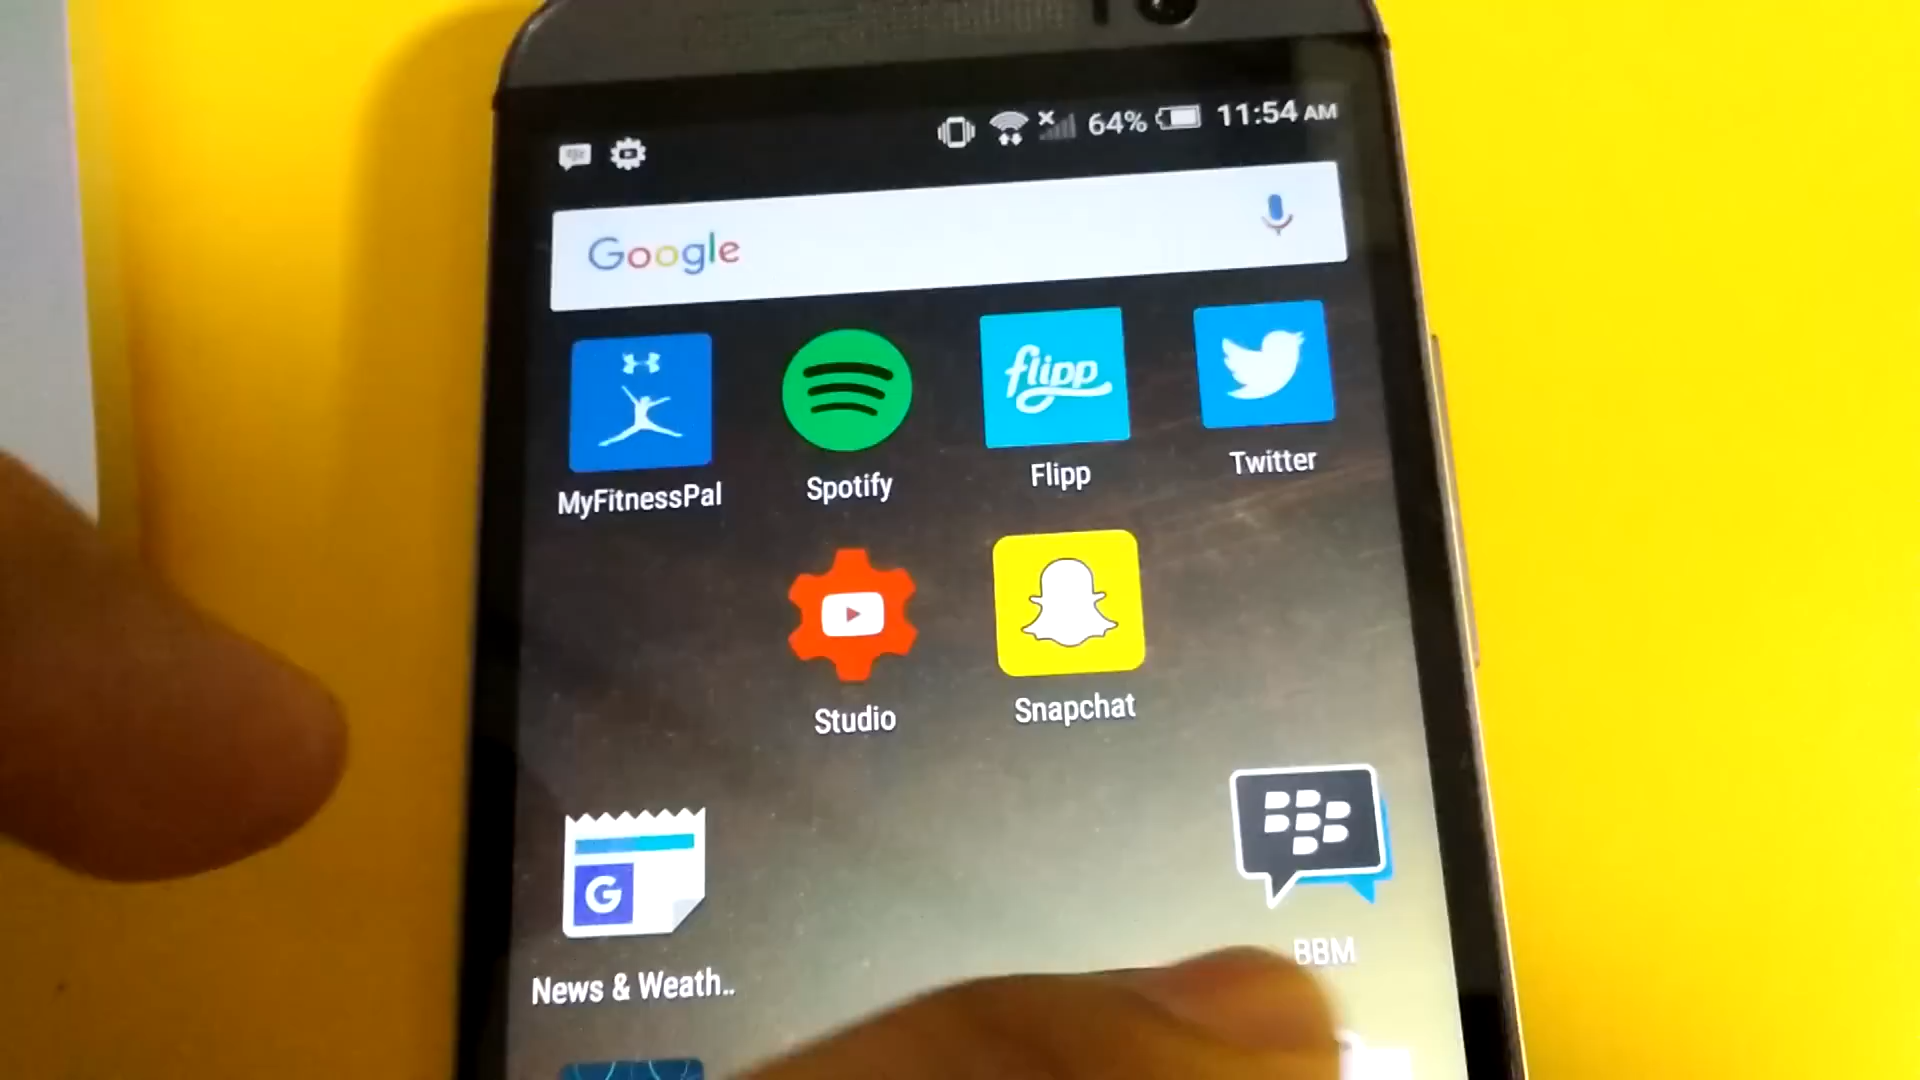 64% 11:54 AM
Google
flipp
MyFitnessPal Spotify Flipp Twitter
Studio Snapchat
G
BBM
News & Weath..